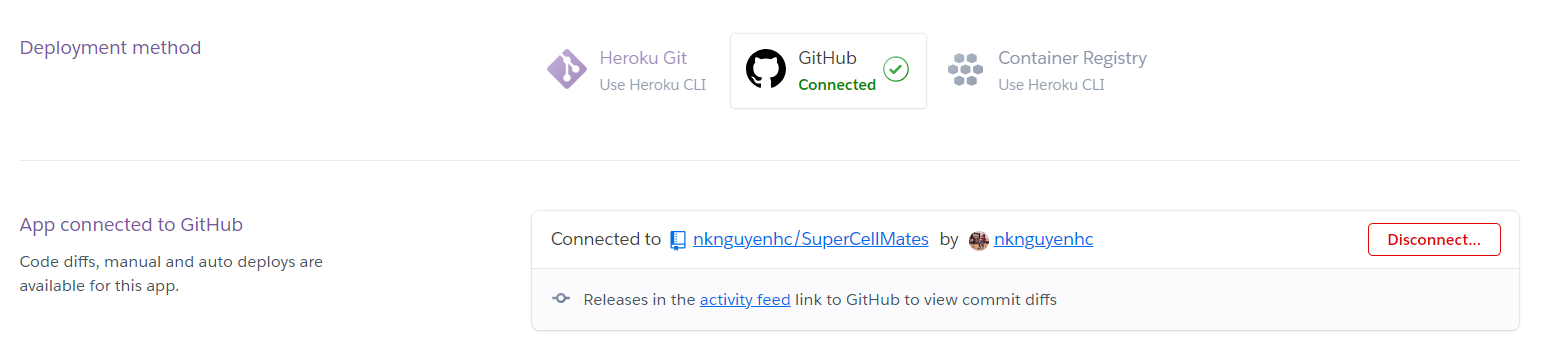 Deployment method
Heroku Git
Use Heroku CLI
GitHub
Connected
Container Registry
Use Heroku CLI
App connected to GitHub
Code diffs, manual and auto deploys are
available for this app.
Connected to nknguyenhc/SuperCellMates by nknguyenhc
Disconnect...
Releases in the activity feed link to GitHub to view commit diffs